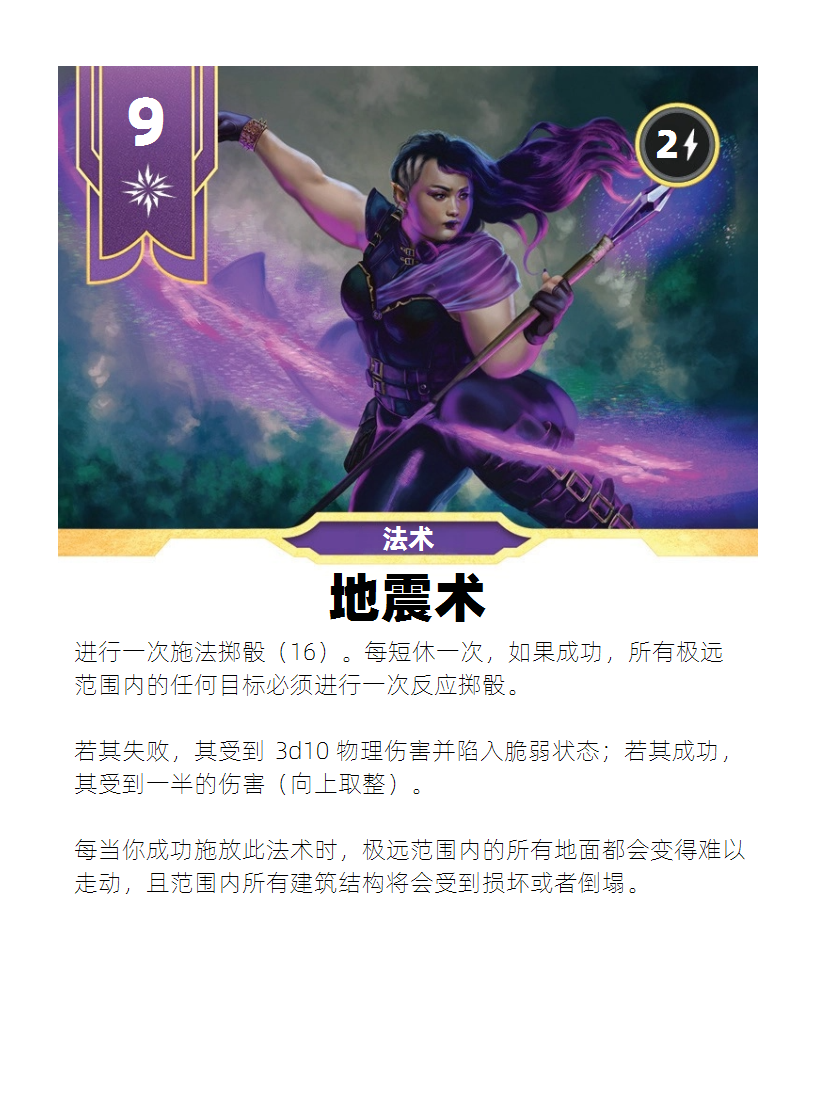 9
2
法术
地震术
进行一次施法掷骰（16）。每短休一次，如果成功，所有极远
范围内的任何目标必须进行一次反应掷骰。
若其失败，其受到 3d10 物理伤害并陷入脆弱状态；若其成功，
其受到一半的伤害（向上取整）。
每当你成功施放此法术时，极远范围内的所有地面都会变得难以
走动，且范围内所有建筑结构将会受到损坏或者倒塌。